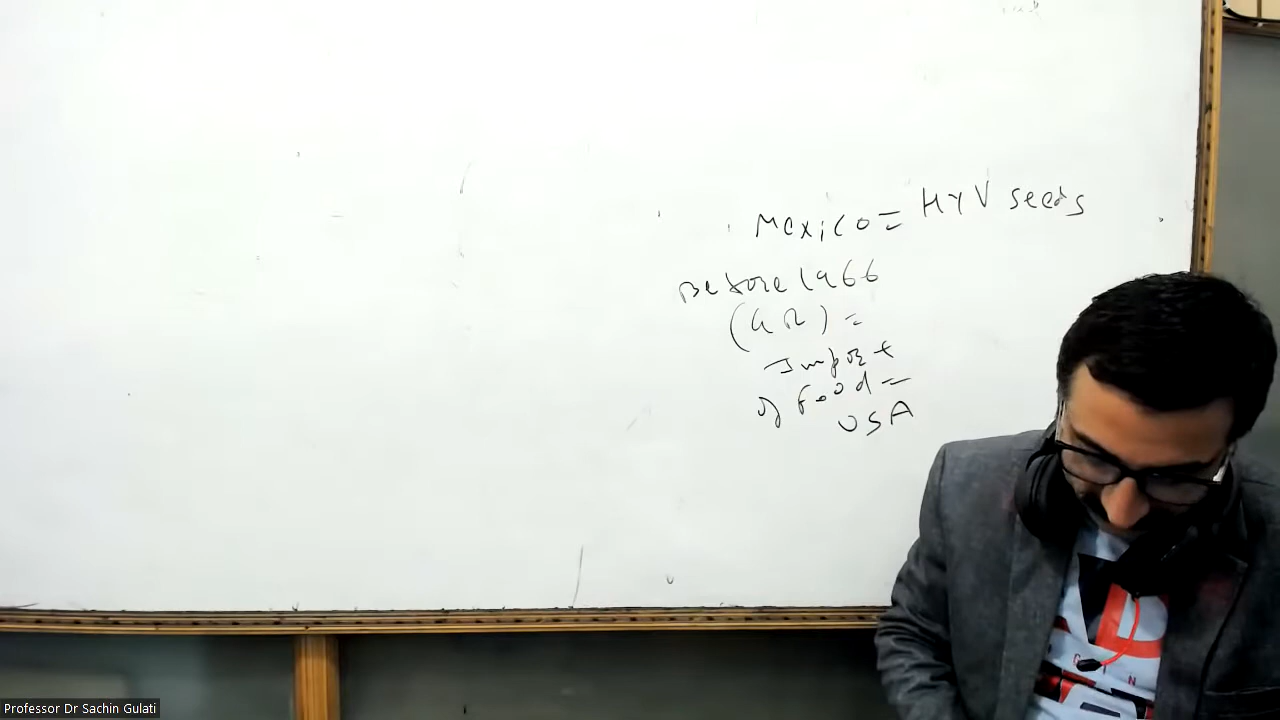 Mexico = HYV seeds
Before 1966
(GR) =
Import
of Food =
USA
Professor Dr Sachin Gulati